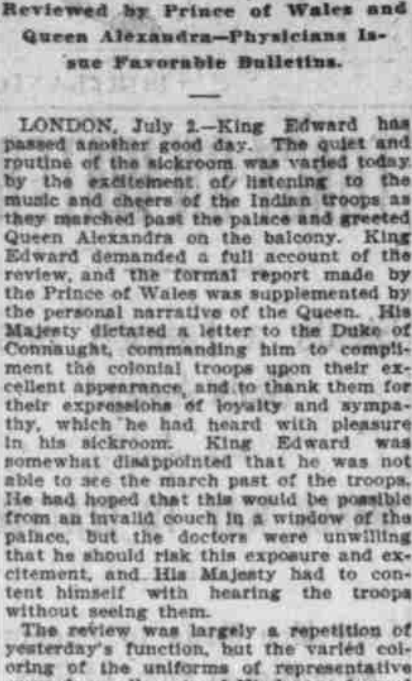 Reviewed by Prince of Wales and
Queen Alexandra—Physicians Is-
sue Favorable Bulletins.
LONDON, July 2.—King Edward has
passed another good day. The quiet and
routine of the sickroom was varied today
by the excitement of listening to the
music and cheers of the Indian troops as
they marched past the palace and greeted
Queen Alexandra on the balcony. King
Edward demanded a full account of the
review, and the formal report made by
the Prince of Wales was supplemented by
the personal narrative of the Queen. His
Majesty dictated a letter to the Duke of
Connaught, commanding him to compli-
ment the colonial troops upon their ex-
cellent appearance and to thank them for
their expressions of loyalty and sympa-
thy, which he had heard with pleasure
in his sickroom. King Edward was
somewhat disappointed that he was not
able to see the march past of the troops.
He had hoped that this would be possible
from an invalid couch in a window of the
palace, but the doctors were unwilling
that he should risk this exposure and ex-
citement, and His Majesty had to con-
tent himself with hearing the troops
without seeing them.
The review was largely a repetition of
yesterday's function, but the varied col-
oring of the uniforms of representative